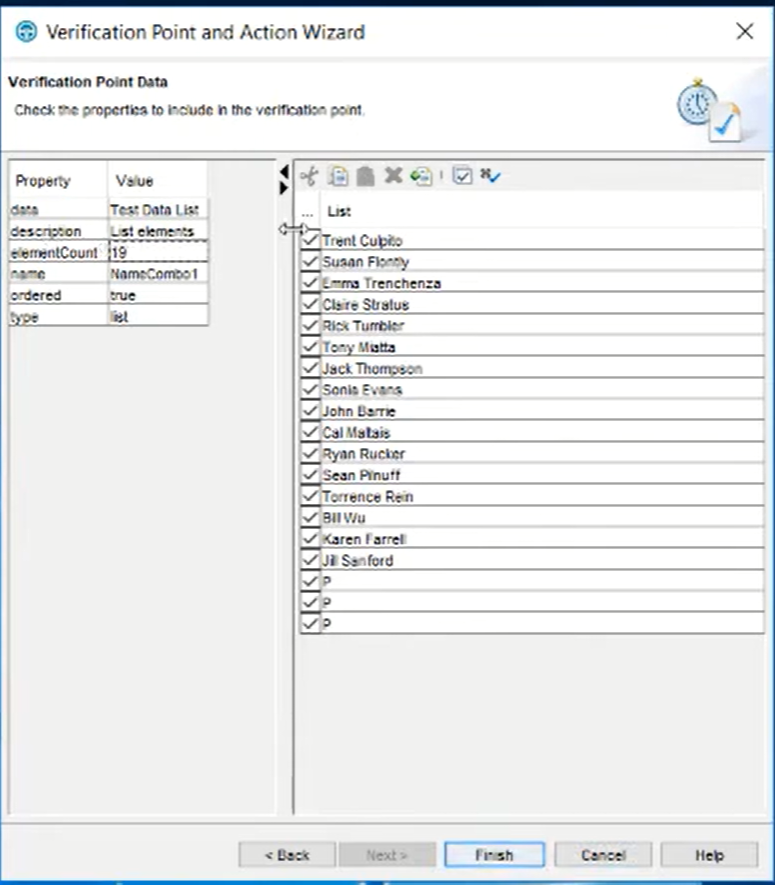 Verification Point and Action Wizard
Verification Point Data
Check the properties to include in the verification point.
Property Value
data Test Data List
description List elements
elementCount 19
name NameCombo1
ordered true
type list
... List
Trent Culpito
Susan Flontly
Emma Trenchenza
Claire Stratus
Rick Tumbler
Tony Miatta
Jack Thompson
Sonia Evans
John Barrie
Cal Maltais
Ryan Rucker
Sean Pinuff
Torrence Rein
Bill Wu
Karen Farrell
Jill Sanford
P
P
P
< Back Next > Finish Cancel Help